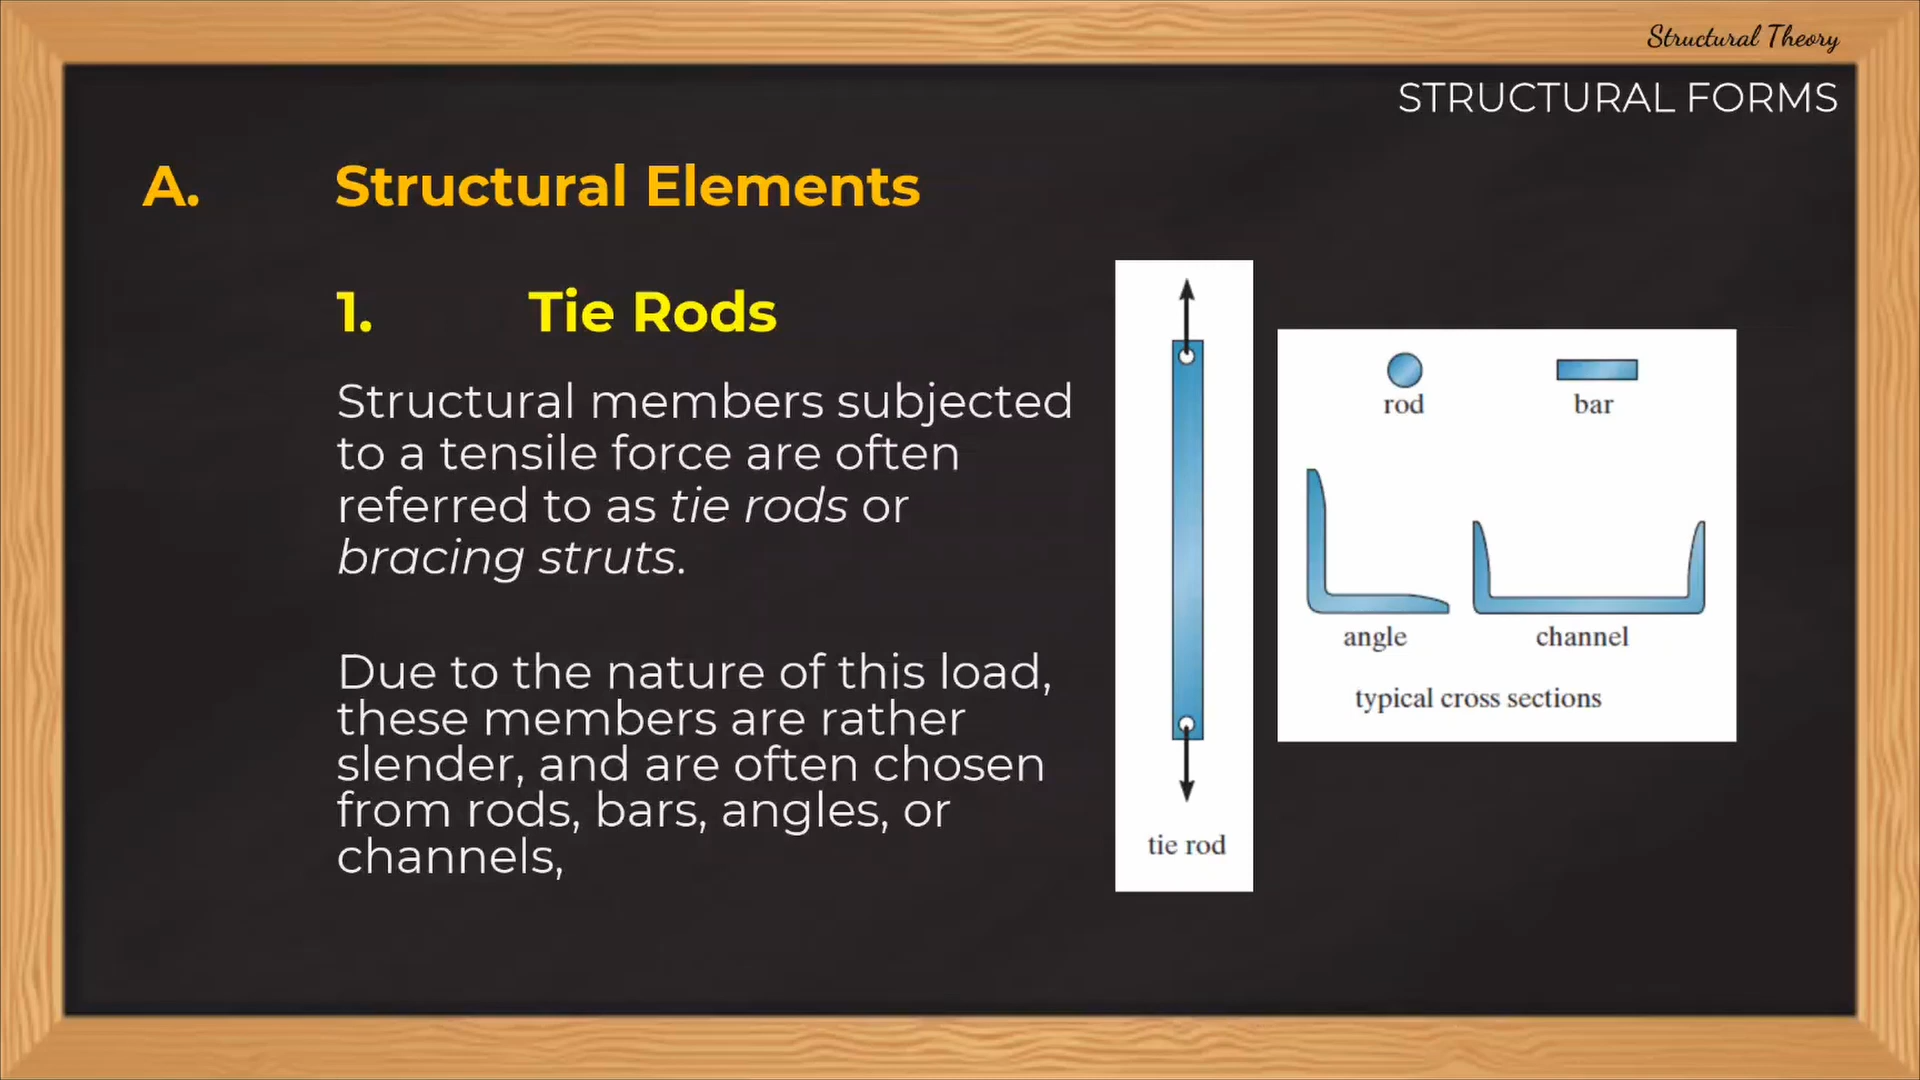 Structural Theory
STRUCTURAL FORMS
A. Structural Elements
1. Tie Rods
Structural members subjected
to a tensile force are often
referred to as tie rods or
bracing struts.
Due to the nature of this load,
these members are rather
slender, and are often chosen
from rods, bars, angles, or
channels,
tie rod
rod
bar
angle
channel
typical cross sections